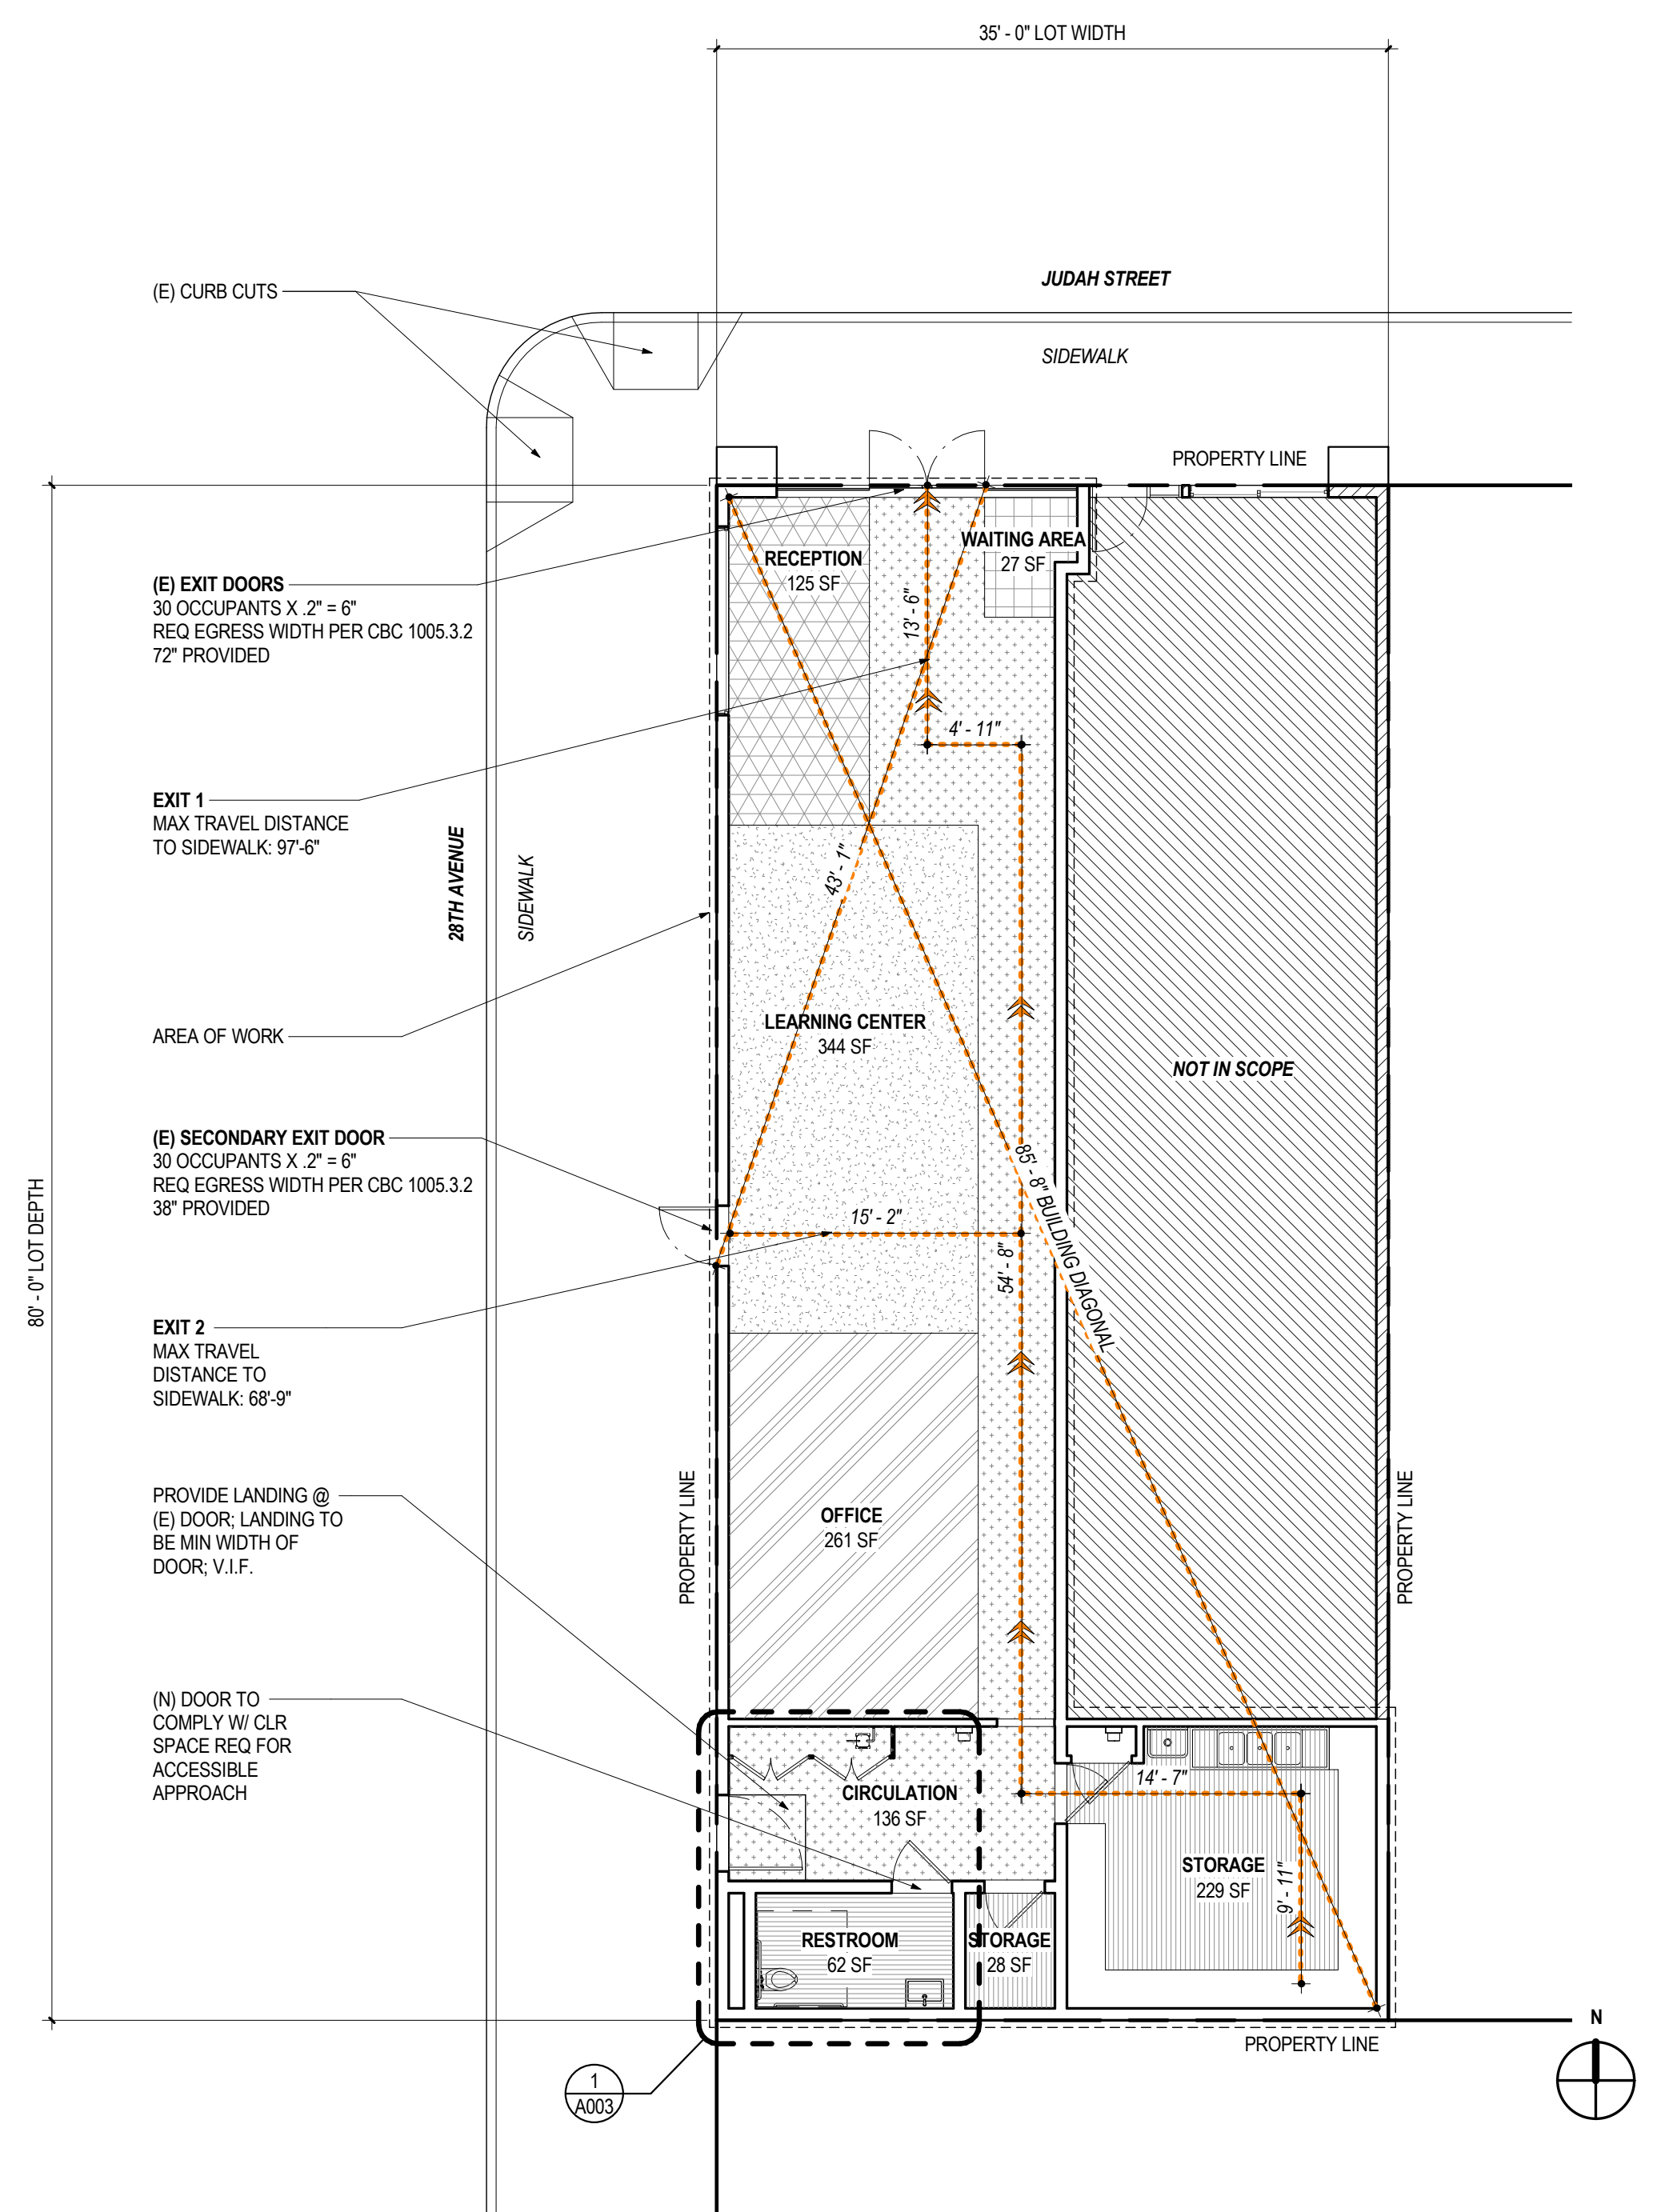 35' - 0" LOT WIDTH
JUDAH STREET
(E) CURB CUTS
SIDEWALK
PROPERTY LINE
WAITING AREA
27 SF
RECEPTION
125 SF
(E) EXIT DOORS
30 OCCUPANTS X .2" = 6"
REQ EGRESS WIDTH PER CBC 1005.3.2
72" PROVIDED
13' - 6"
4' - 11"
EXIT 1
MAX TRAVEL DISTANCE
TO SIDEWALK: 97'-6"
28TH AVENUE
SIDEWALK
43' - 1"
LEARNING CENTER
344 SF
AREA OF WORK
NOT IN SCOPE
(E) SECONDARY EXIT DOOR
30 OCCUPANTS X .2" = 6"
REQ EGRESS WIDTH PER CBC 1005.3.2
38" PROVIDED
80' - 0" LOT DEPTH
15' - 2"
54' - 8"
85' - 8" BUILDING DIAGONAL
EXIT 2
MAX TRAVEL
DISTANCE TO
SIDEWALK: 68'-9"
PROVIDE LANDING @
(E) DOOR; LANDING TO
BE MIN WIDTH OF
DOOR; V.I.F.
PROPERTY LINE
OFFICE
261 SF
PROPERTY LINE
(N) DOOR TO
COMPLY W/ CLR
SPACE REQ FOR
ACCESSIBLE
APPROACH
14' - 7"
CIRCULATION
136 SF
STORAGE
229 SF
9' - 11"
RESTROOM
62 SF
STORAGE
28 SF
PROPERTY LINE
N
1
A003